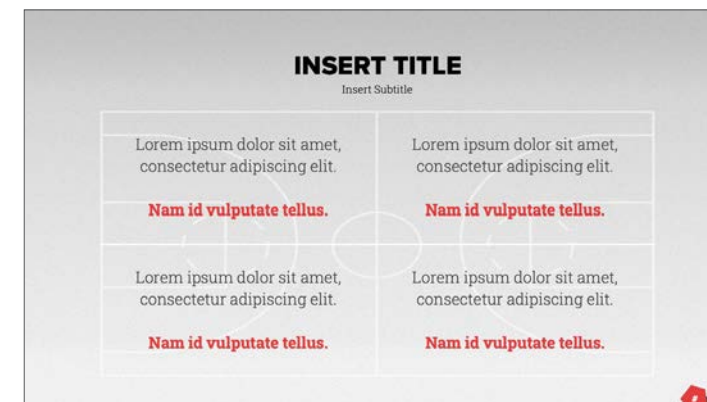 INSERT TITLE
Insert Subtitle
Lorem ipsum dolor sit amet,
consectetur adipiscing elit.
Nam id vulputate tellus.
Lorem ipsum dolor sit amet,
consectetur adipiscing elit.
Nam id vulputate tellus.
Lorem ipsum dolor sit amet,
consectetur adipiscing elit.
Nam id vulputate tellus.
Lorem ipsum dolor sit amet,
consectetur adipiscing elit.
Nam id vulputate tellus.